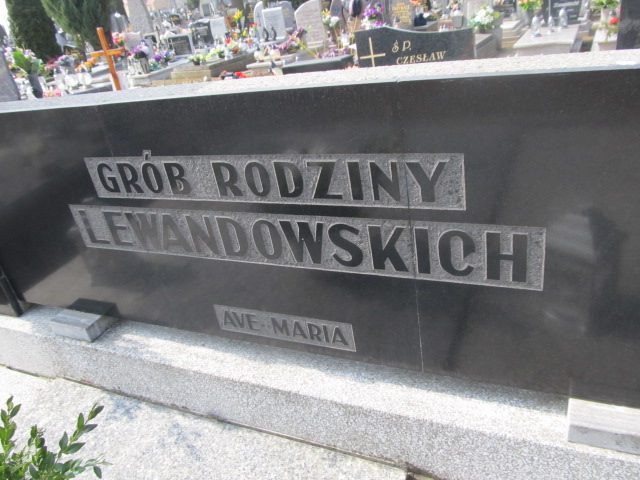 Ś.P.
CZESŁAW
GRÓB RODZINY
LEWANDOWSKICH
AVE-MARIA